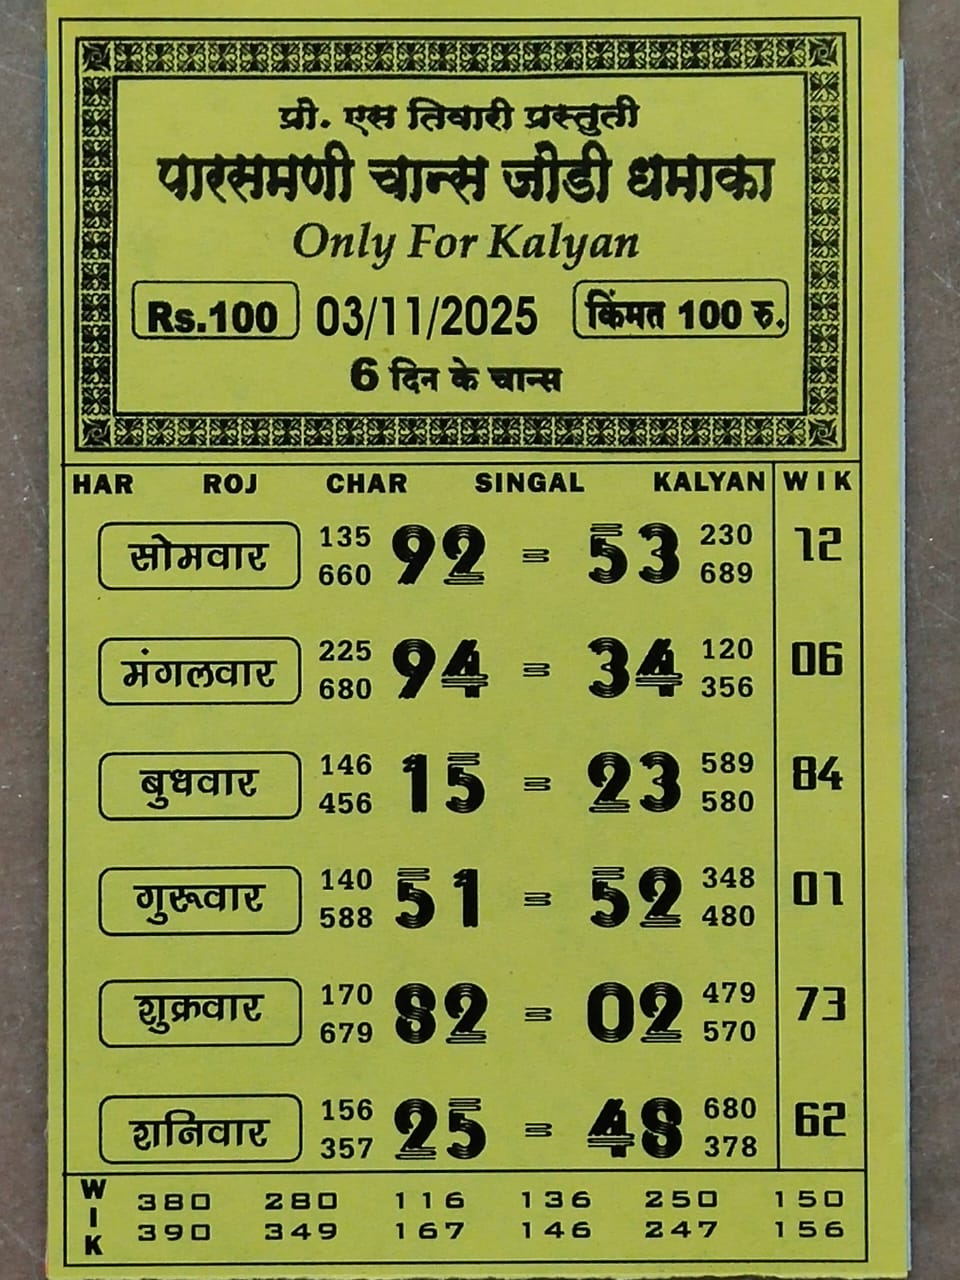 प्रो. एस तिवारी प्रस्तुती
पारसमणी चान्स जोडी धमाका
Only For Kalyan
Rs.100 03/11/2025 किंमत 100 रु.
6 दिन के चान्स
HAR ROJ CHAR SINGAL KALYAN WIK
सोमवार 135 660 92 = 53 230 689 12
मंगलवार 225 680 94 = 34 120 356 06
बुधवार 146 456 15 = 23 589 580 84
गुरूवार 140 588 51 = 52 348 480 01
शुक्रवार 170 679 82 = 02 479 570 73
शनिवार 156 357 25 = 48 680 378 62
WIK
380 280 116 136 250 150
390 349 167 146 247 156